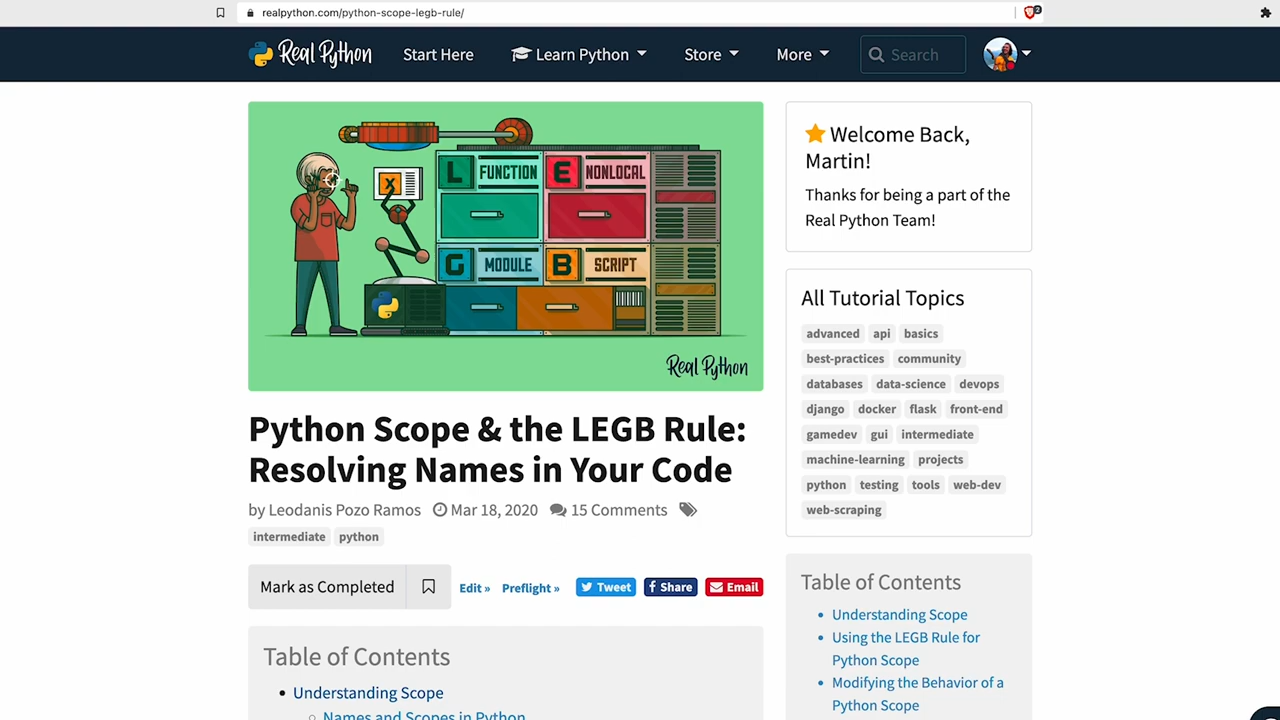 realpython.com/python-scope-legb-rule/
2
Real Python
Start Here
Learn Python
Store
More
Search
L FUNCTION E NONLOCAL
X
G MODULE B SCRIPT
Real Python
Python Scope & the LEGB Rule:
Resolving Names in Your Code
by Leodanis Pozo Ramos Mar 18, 2020 15 Comments
intermediate python
Mark as Completed
Edit » Preflight » Tweet Share Email
Table of Contents
• Understanding Scope
○ Names and Scopes in Python
Welcome Back,
Martin!
Thanks for being a part of the
Real Python Team!
All Tutorial Topics
advanced api basics
best-practices community
databases data-science devops
django docker flask front-end
gamedev gui intermediate
machine-learning projects
python testing tools web-dev
web-scraping
Table of Contents
• Understanding Scope
• Using the LEGB Rule for
Python Scope
• Modifying the Behavior of a
Python Scope